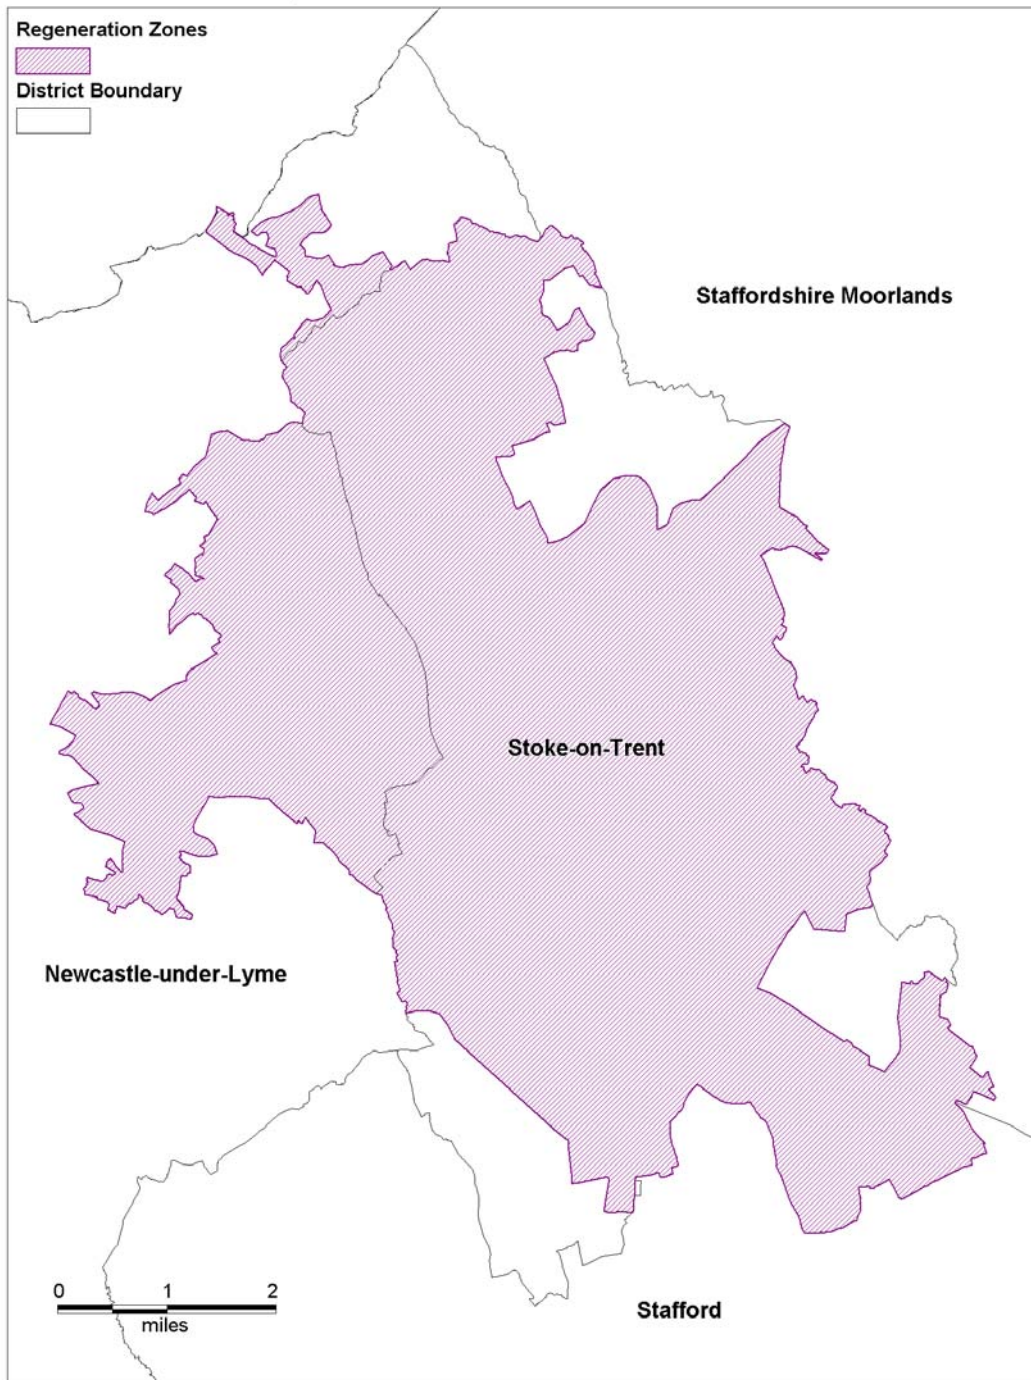 Regeneration Zones
District Boundary
Staffordshire Moorlands
Stoke-on-Trent
Newcastle-under-Lyme
0 1 2
miles
Stafford